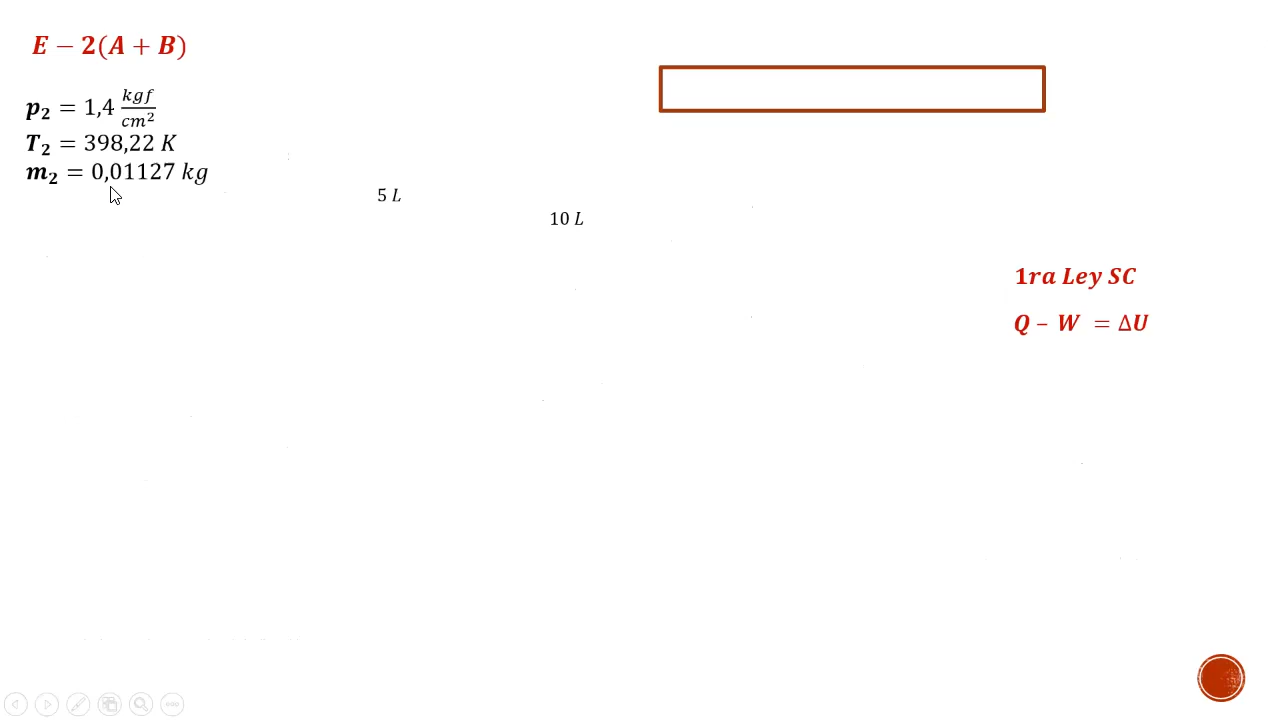 E − 2(A + B)
p₂ = 1,4 kgf/cm²
T₂ = 398,22 K
m₂ = 0,01127 kg
5 L
10 L
1ra Ley SC
Q – W = ΔU